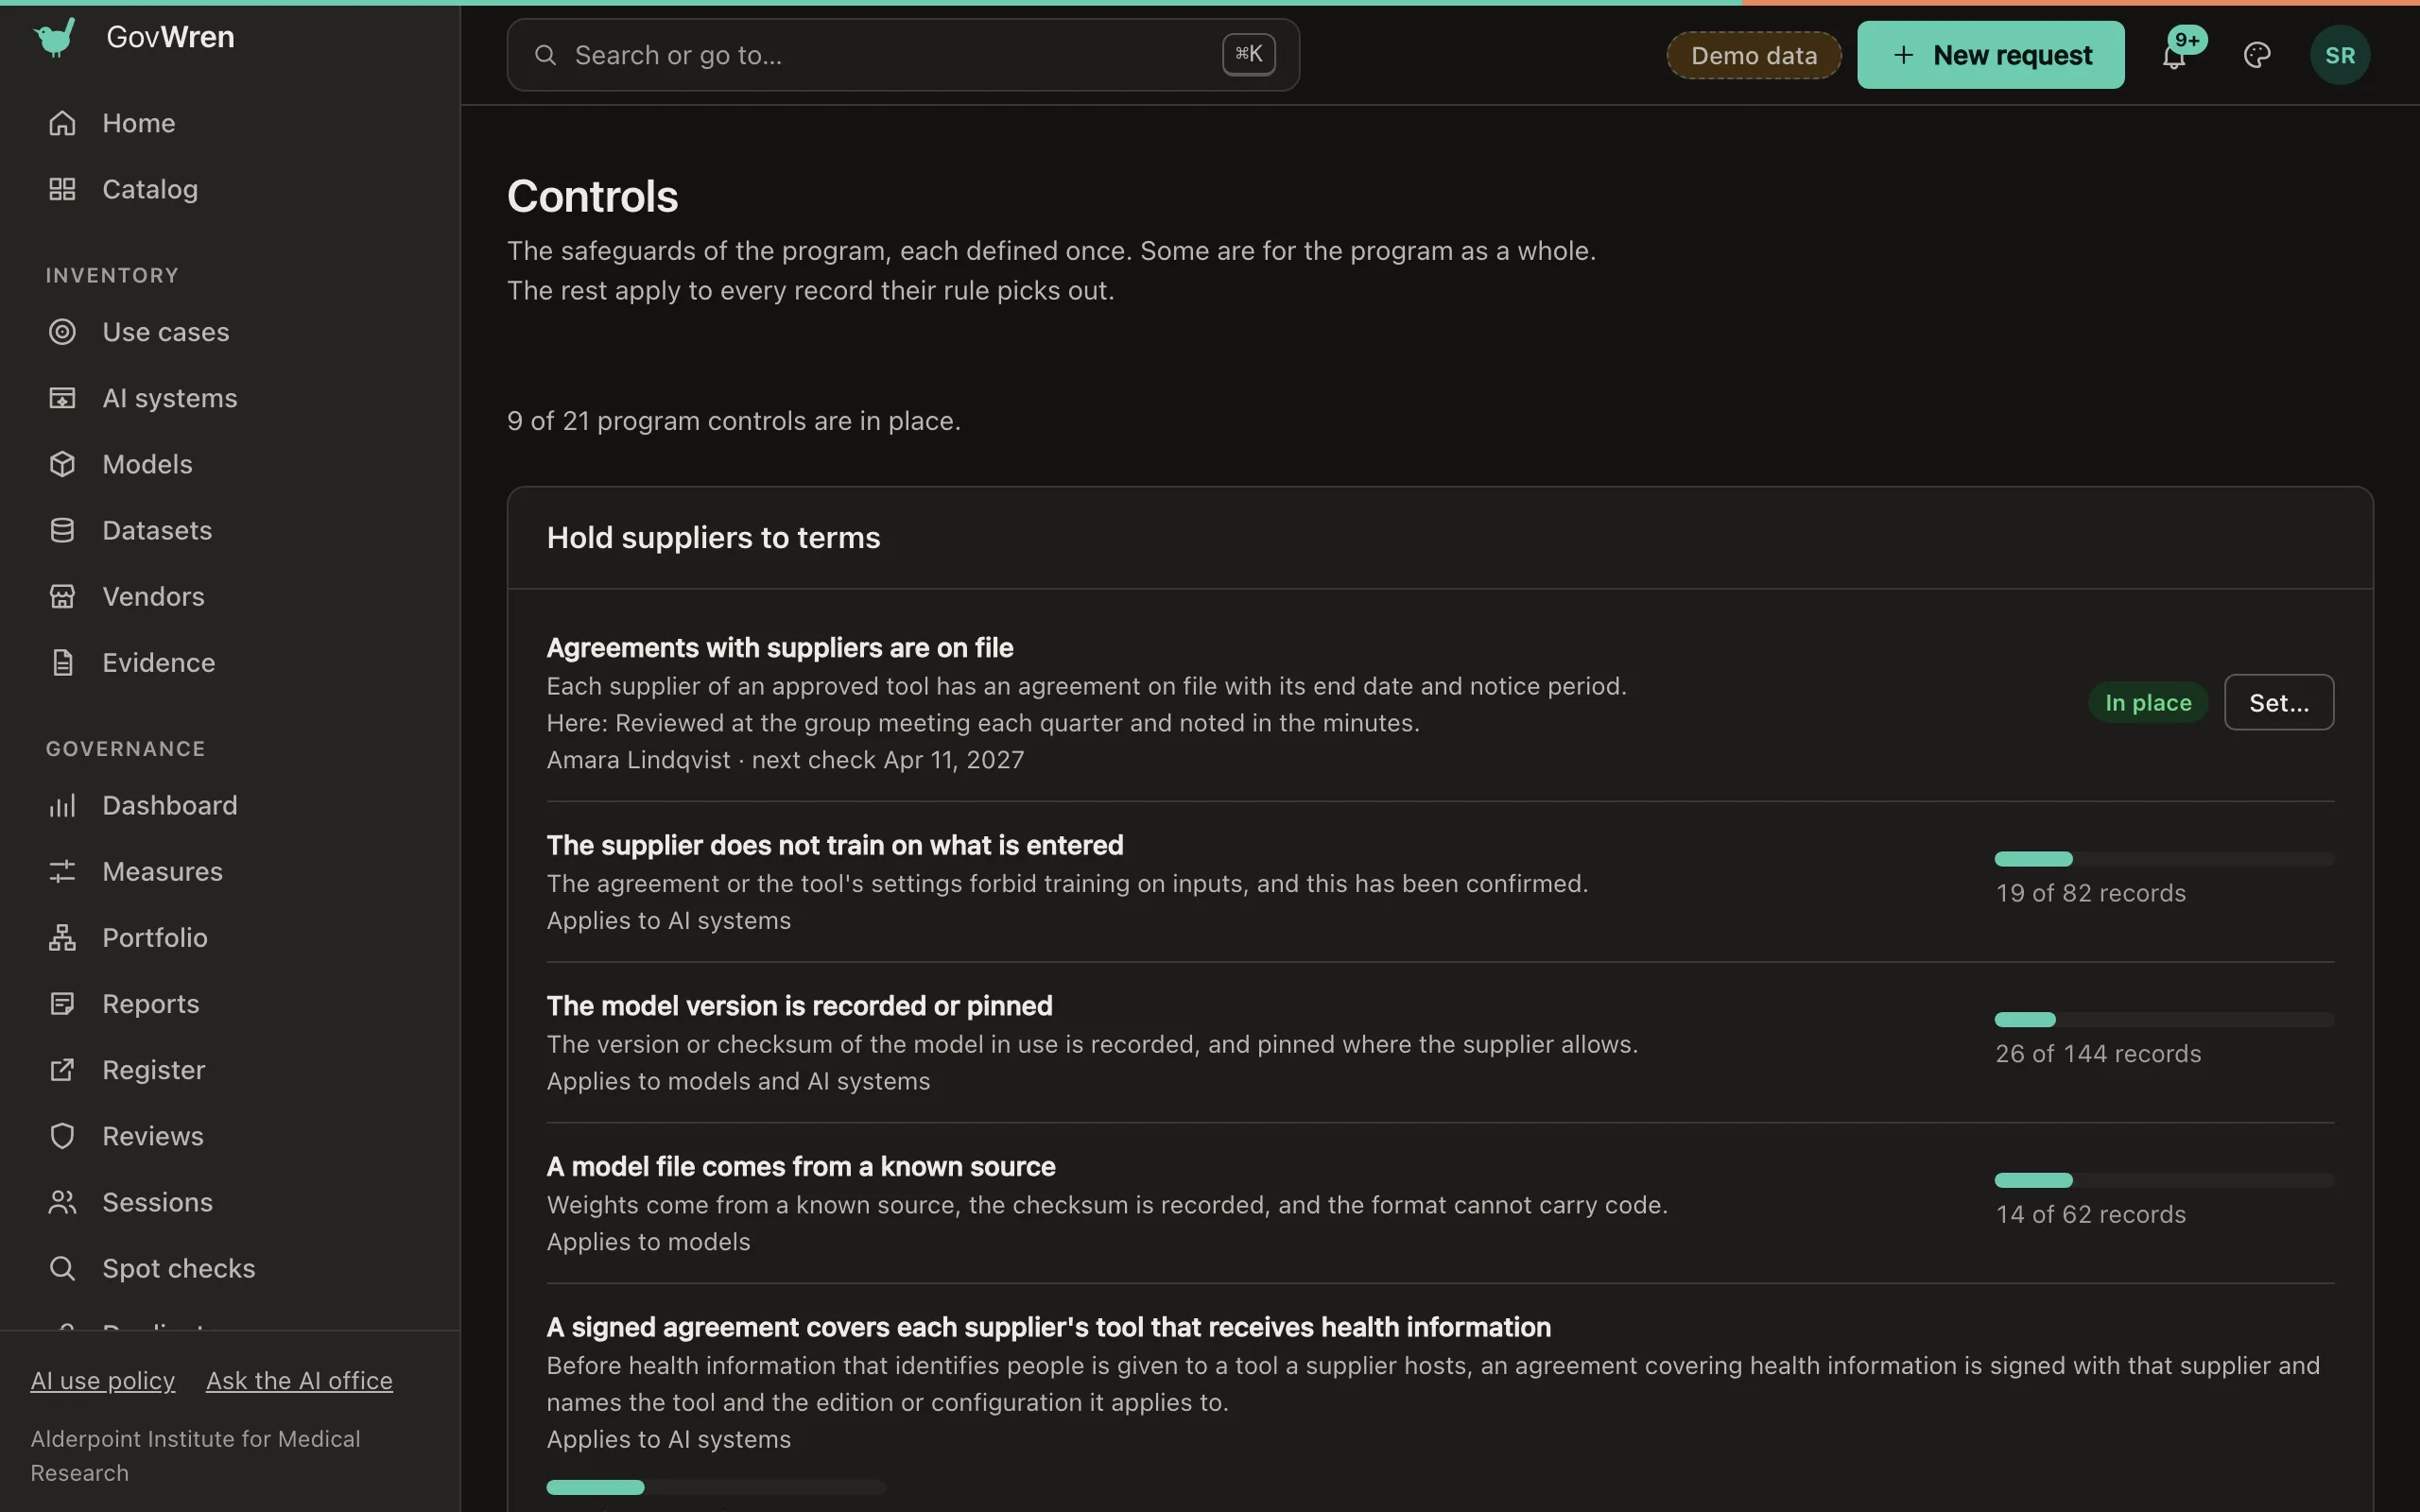 GovWren
Search or go to...
⌘K
Demo data
+ New request
9+
SR
Home
Catalog
INVENTORY
Use cases
AI systems
Models
Datasets
Vendors
Evidence
GOVERNANCE
Dashboard
Measures
Portfolio
Reports
Register
Reviews
Sessions
Spot checks
AI use policy
Ask the AI office
Alderpoint Institute for Medical
Research
Controls
The safeguards of the program, each defined once. Some are for the program as a whole.
The rest apply to every record their rule picks out.
9 of 21 program controls are in place.
Hold suppliers to terms
Agreements with suppliers are on file
Each supplier of an approved tool has an agreement on file with its end date and notice period.
Here: Reviewed at the group meeting each quarter and noted in the minutes.
Amara Lindqvist · next check Apr 11, 2027
In place
Set...
The supplier does not train on what is entered
The agreement or the tool's settings forbid training on inputs, and this has been confirmed.
Applies to AI systems
19 of 82 records
The model version is recorded or pinned
The version or checksum of the model in use is recorded, and pinned where the supplier allows.
Applies to models and AI systems
26 of 144 records
A model file comes from a known source
Weights come from a known source, the checksum is recorded, and the format cannot carry code.
Applies to models
14 of 62 records
A signed agreement covers each supplier's tool that receives health information
Before health information that identifies people is given to a tool a supplier hosts, an agreement covering health information is signed with that supplier and
names the tool and the edition or configuration it applies to.
Applies to AI systems